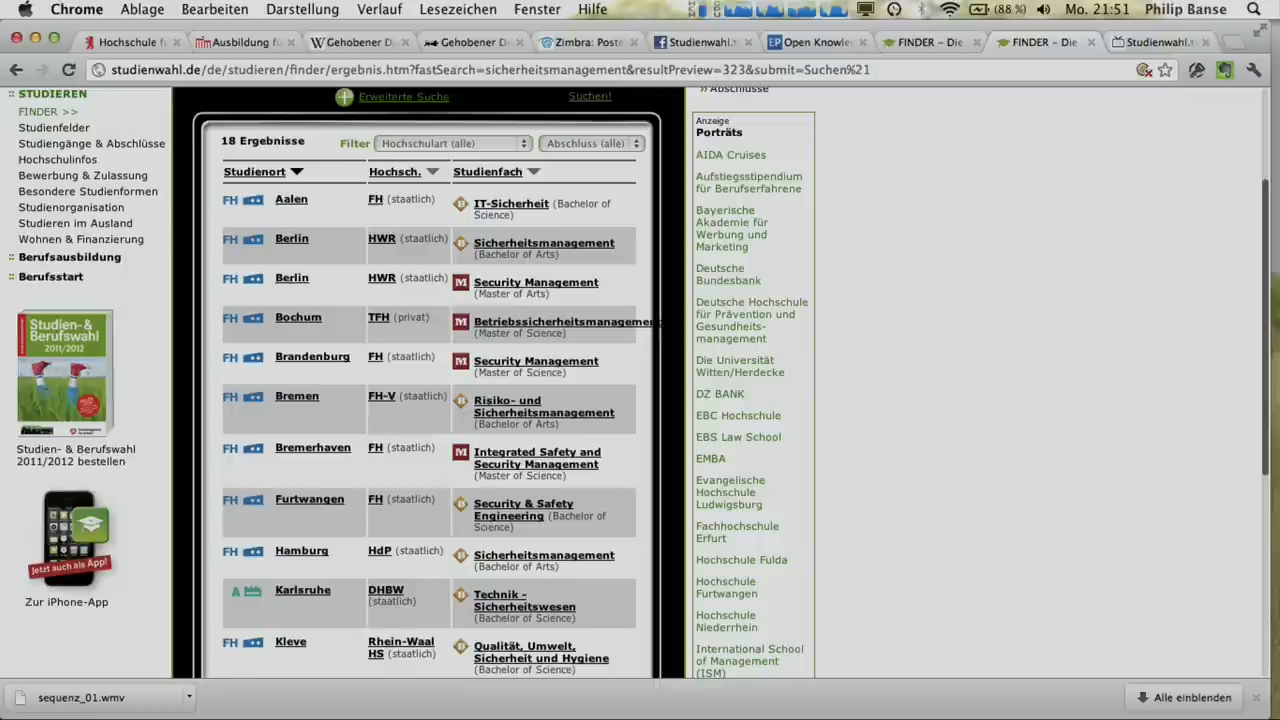 Chrome Ablage Bearbeiten Darstellung Verlauf Lesezeichen Fenster Hilfe (88 %) Mo. 21:51 Philip Banse
Hochschule f Ausbildung fü Gehobener D Gehobener D Zimbra: Poste Studienwahl.t Open Knowle FINDER – Die FINDER – Die Studienwahl.t
studienwahl.de/de/studieren/finder/ergebnis.htm?fastSearch=sicherheitsmanagement&resultPreview=323&submit=Suchen%21
STUDIEREN
FINDER >>
Studienfelder
Studiengänge & Abschlüsse
Hochschulinfos
Bewerbung & Zulassung
Besondere Studienformen
Studienorganisation
Studieren im Ausland
Wohnen & Finanzierung
Berufsausbildung
Berufsstart
Studien- &
Berufswahl
2011/2012
Studien- & Berufswahl
2011/2012 bestellen
Jetzt auch als App!
Zur iPhone-App
Erweiterte Suche Suchen!
18 Ergebnisse Filter Hochschulart (alle) Abschluss (alle)
Studienort Hochsch. Studienfach
FH Aalen FH (staatlich) IT-Sicherheit (Bachelor of
Science)
FH Berlin HWR (staatlich) B Sicherheitsmanagement
(Bachelor of Arts)
FH Berlin HWR (staatlich) M Security Management
(Master of Arts)
FH Bochum TFH (privat) M Betriebssicherheitsmanagement
(Master of Science)
FH Brandenburg FH (staatlich) M Security Management
(Master of Science)
FH Bremen FH-V (staatlich) B Risiko- und
Sicherheitsmanagement
(Bachelor of Arts)
FH Bremerhaven FH (staatlich) M Integrated Safety and
Security Management
(Master of Science)
FH Furtwangen FH (staatlich) B Security & Safety
Engineering (Bachelor of
Science)
FH Hamburg HdP (staatlich) B Sicherheitsmanagement
(Bachelor of Arts)
A Karlsruhe DHBW
(staatlich) B Technik -
Sicherheitswesen
(Bachelor of Science)
FH Kleve Rhein-Waal
HS (staatlich) B Qualität, Umwelt,
Sicherheit und Hygiene
(Bachelor of Science)
» Abschlüsse
Anzeige
Porträts
AIDA Cruises
Aufstiegsstipendium
für Berufserfahrene
Bayerische
Akademie für
Werbung und
Marketing
Deutsche
Bundesbank
Deutsche Hochschule
für Prävention und
Gesundheits-
management
Die Universität
Witten/Herdecke
DZ BANK
EBC Hochschule
EBS Law School
EMBA
Evangelische
Hochschule
Ludwigsburg
Fachhochschule
Erfurt
Hochschule Fulda
Hochschule
Furtwangen
Hochschule
Niederrhein
International School
of Management
(ISM)
sequenz_01.wmv Alle einblenden